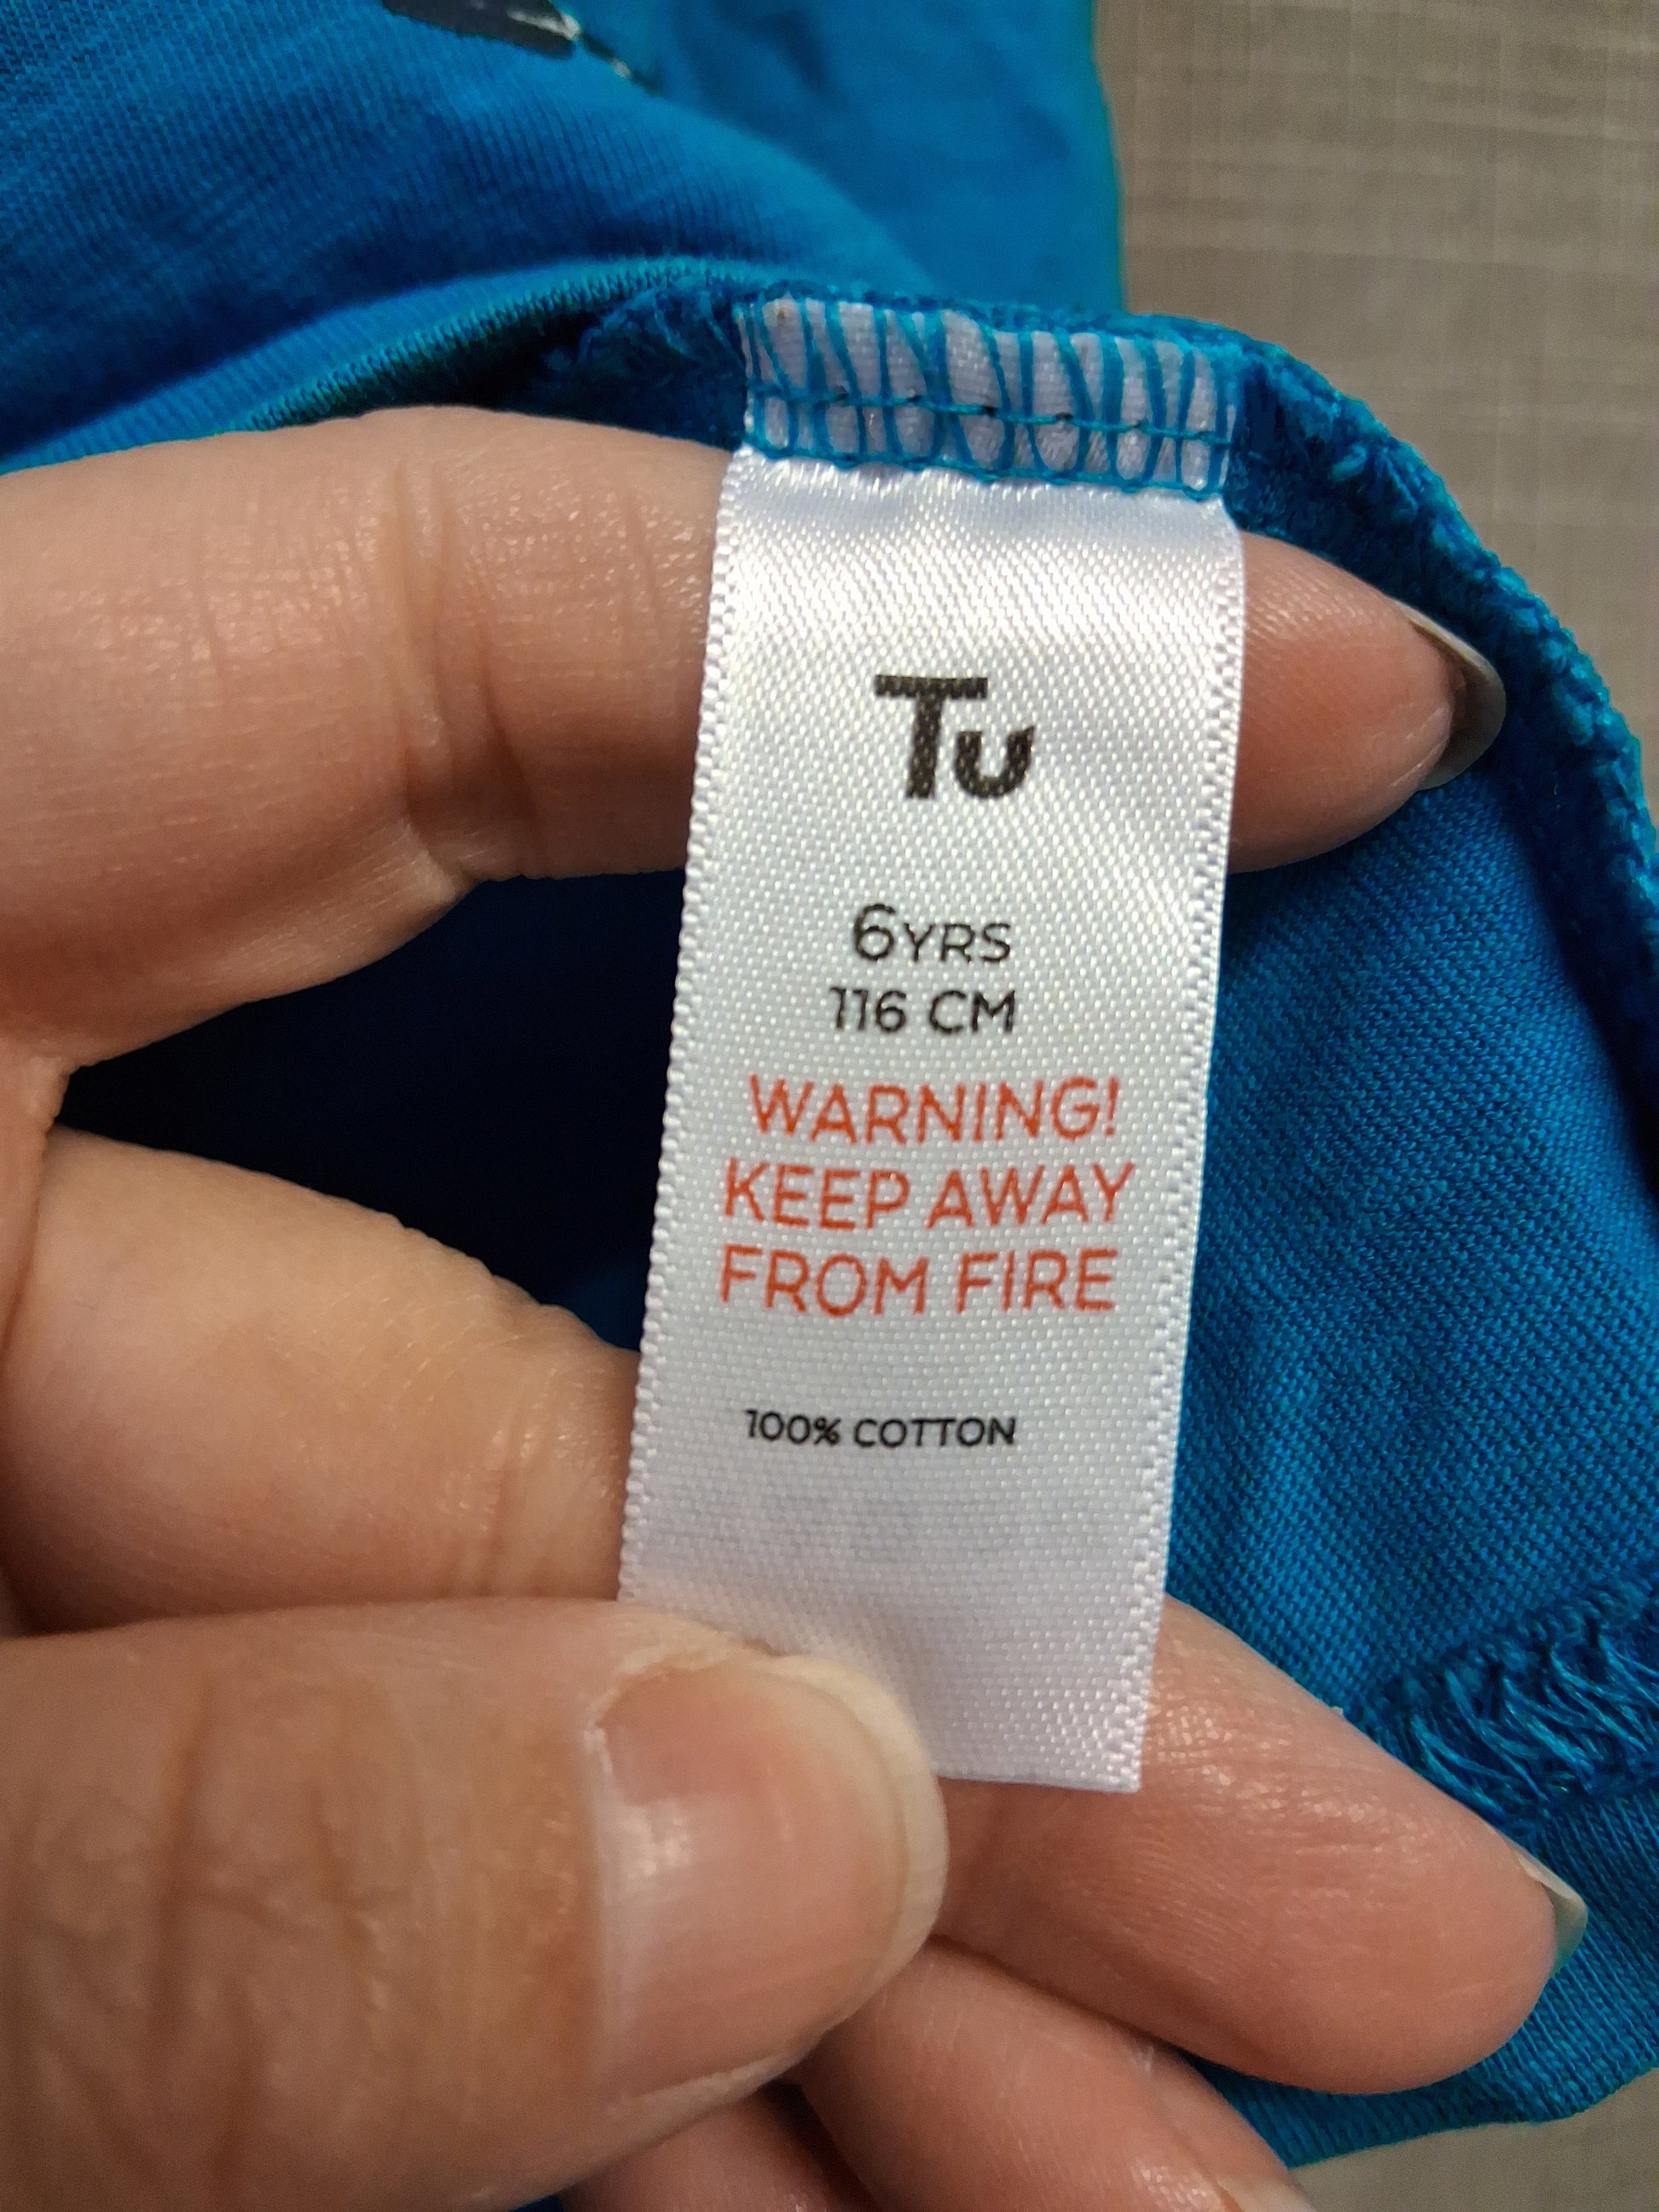 Tu
6YRS
116 CM
WARNING!
KEEP AWAY
FROM FIRE
100% COTTON